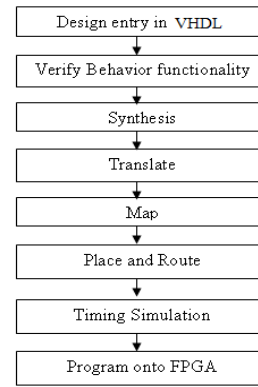 Design entry in VHDL
Verify Behavior functionality
Synthesis
Translate
Map
Place and Route
Timing Simulation
Program onto FPGA